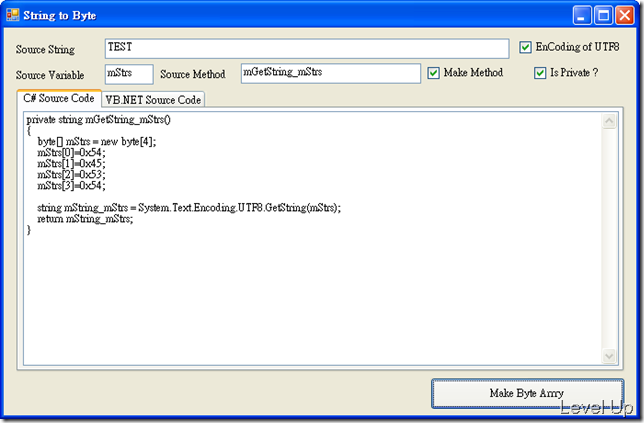 String to Byte
Source String TEST EnCoding of UTF8
Source Variable mStrs Source Method mGetString_mStrs Make Method Is Private ?
C# Source Code VB.NET Source Code
private string mGetString_mStrs()
{
byte[] mStrs = new byte[4];
mStrs[0]=0x54;
mStrs[1]=0x45;
mStrs[2]=0x53;
mStrs[3]=0x54;
string mString_mStrs = System.Text.Encoding.UTF8.GetString(mStrs);
return mString_mStrs;
}
Make Byte Arrry
Level Up